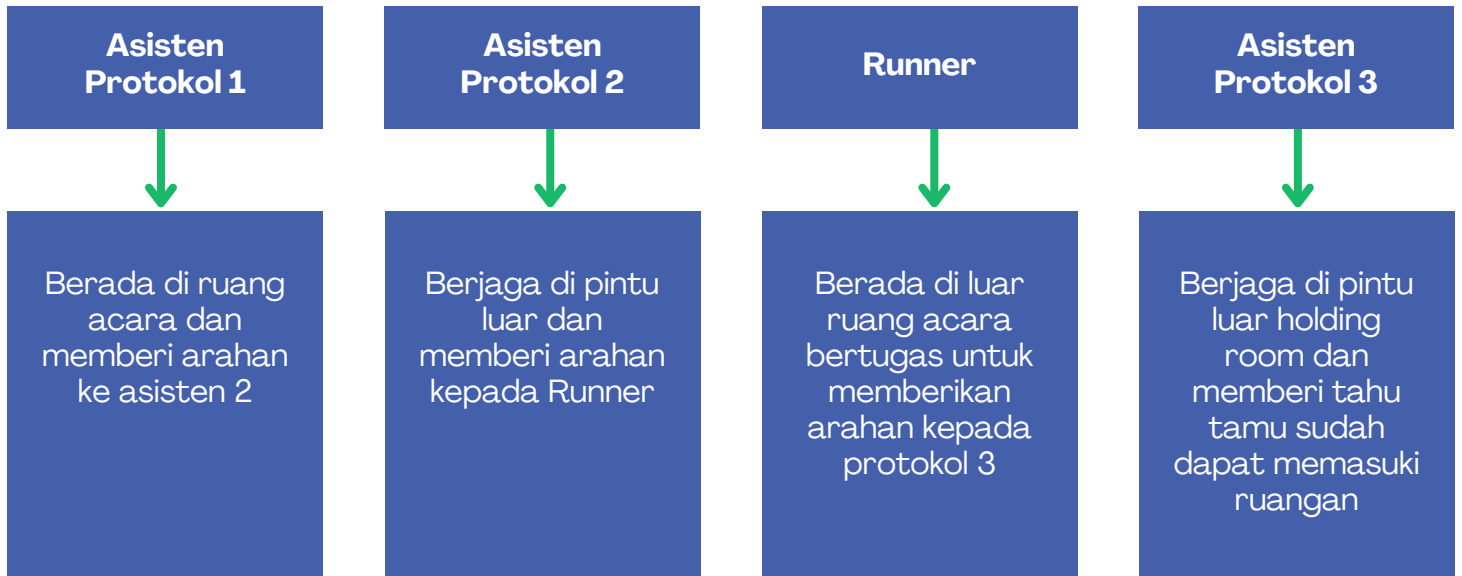 Asisten
Protokol 1
Asisten
Protokol 2
Runner
Asisten
Protokol 3
Berada di ruang
acara dan
memberi arahan
ke asisten 2
Berjaga di pintu
luar dan
memberi arahan
kepada Runner
Berada di luar
ruang acara
bertugas untuk
memberikan
arahan kepada
protokol 3
Berjaga di pintu
luar holding
room dan
memberi tahu
tamu sudah
dapat memasuki
ruangan